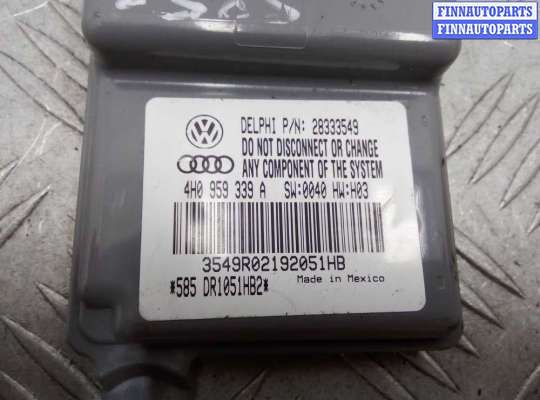 FINNAUTOPARTS
FINNAUTOPARTS
DELPHI P/N: 28333549
DO NOT DISCONNECT OR CHANGE
ANY COMPONENT OF THE SYSTEM
4H0 959 339 A SW:0040 HW:H03
3549R02192051HB
*585 DR1051HB2*
Made in Mexico